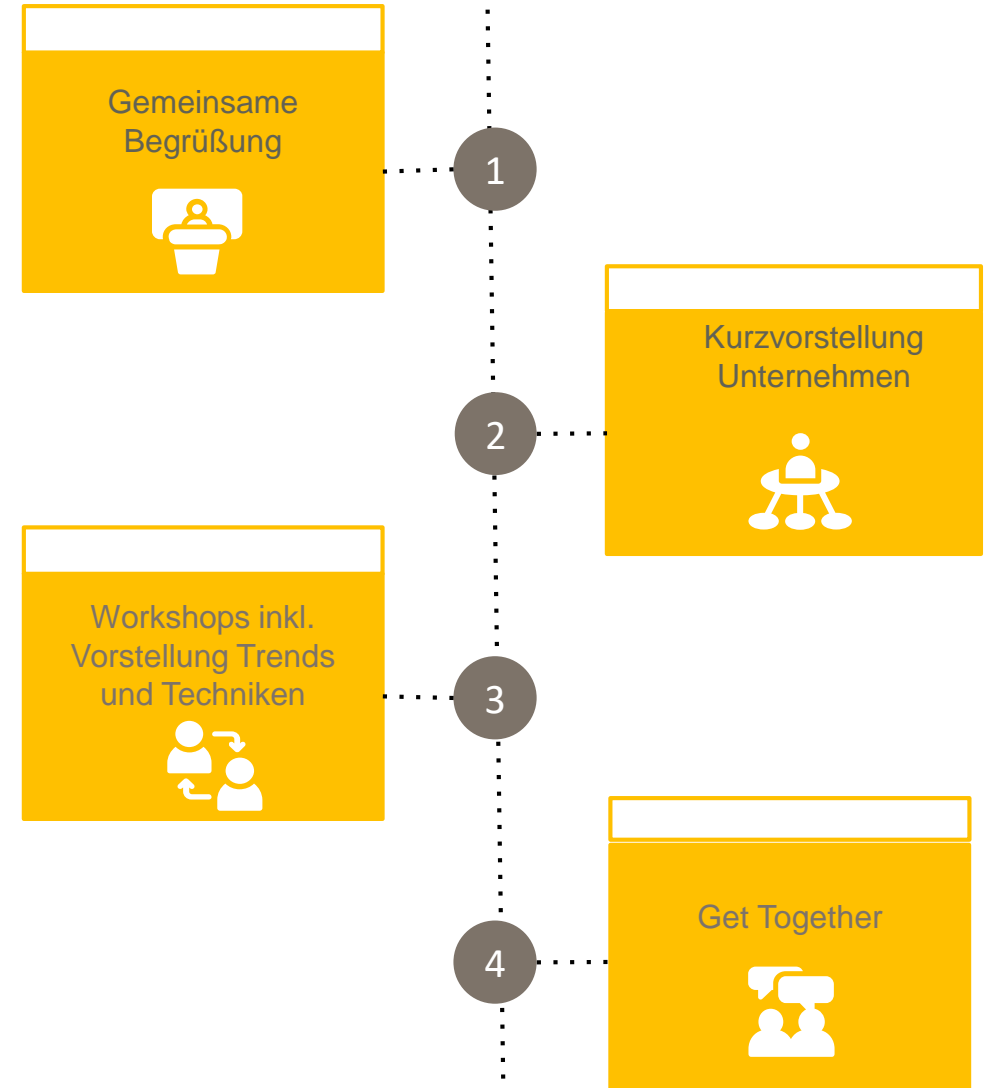 Gemeinsame
Begrüßung
1
Kurzvorstellung
Unternehmen
2
Workshops inkl.
Vorstellung Trends
und Techniken
3
Get Together
4